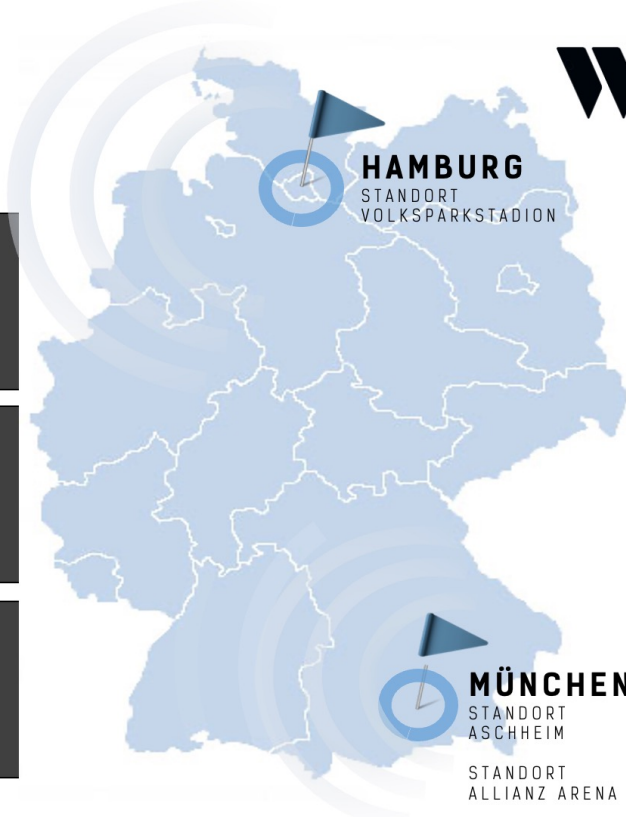 HAMBURG
STANDORT
VOLKSPARKSTADION
MÜNCHEN
STANDORT
ASCHHEIM
STANDORT
ALLIANZ ARENA